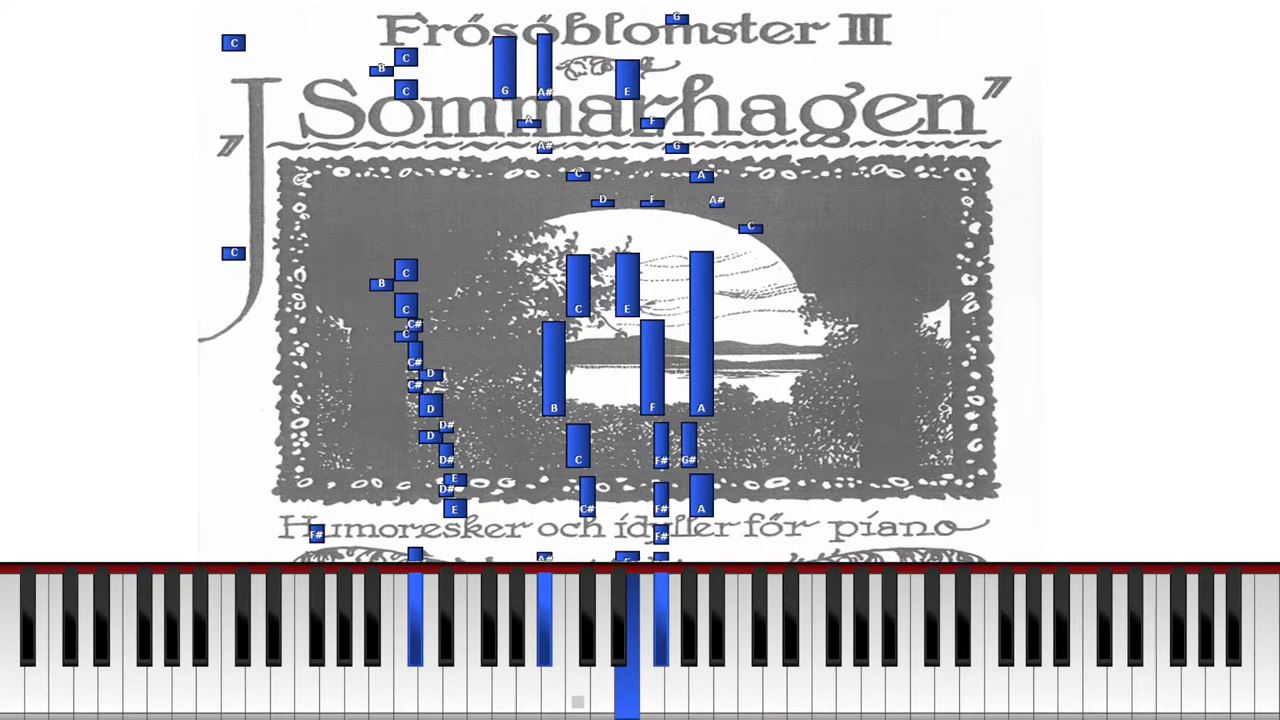 Frösöblomster III
„Sommarhagen”
Humoresker och idyller för piano
G
C
C
B
C
G
A#
E
A
F
A#
G
C
A
D
F
A#
C
C
C
B
C
C
E
A
C#
C
C#
D
C#
B
F
A
D
D#
D
D#
C
F#
G#
E
D#
E
C#
F#
A
F#
F#
A#
E